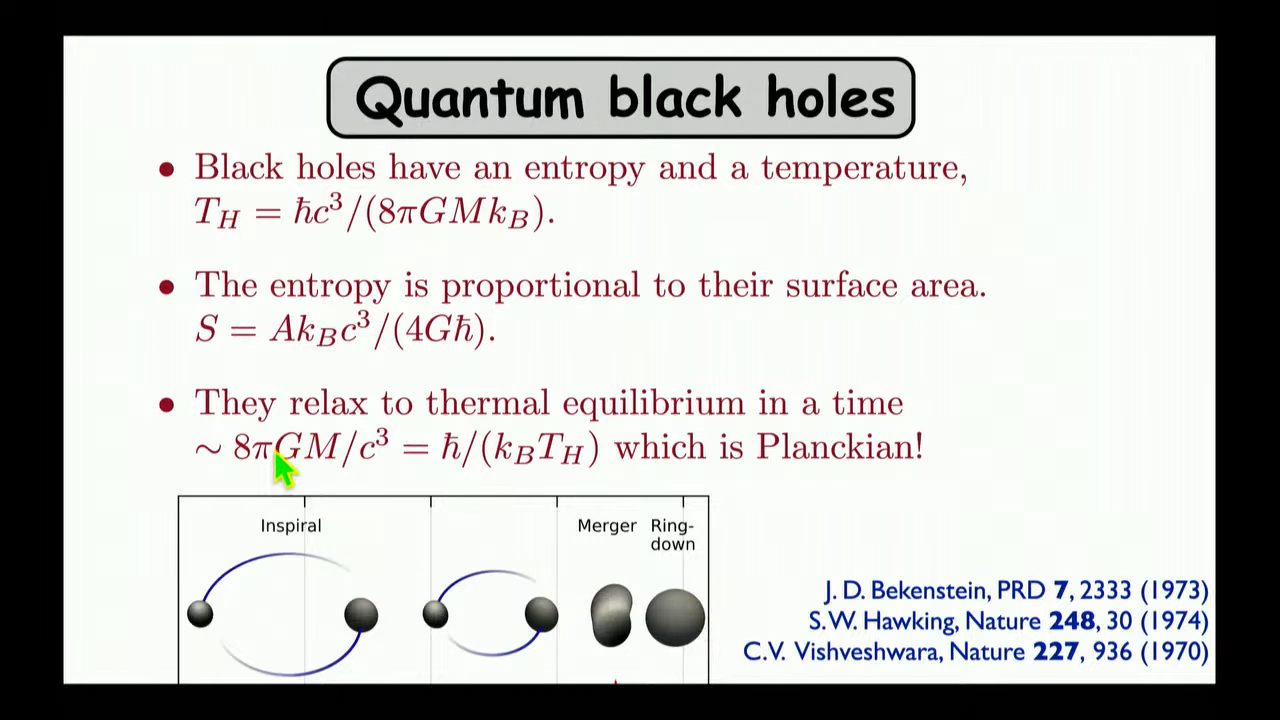 Quantum black holes
• Black holes have an entropy and a temperature,
T_H = ℏc³/(8πGMk_B).
• The entropy is proportional to their surface area.
S = Ak_Bc³/(4Gℏ).
• They relax to thermal equilibrium in a time
∼ 8πGM/c³ = ℏ/(k_BT_H) which is Planckian!
Inspiral
Merger
Ring-
down
J. D. Bekenstein, PRD 7, 2333 (1973)
S.W. Hawking, Nature 248, 30 (1974)
C.V. Vishveshwara, Nature 227, 936 (1970)